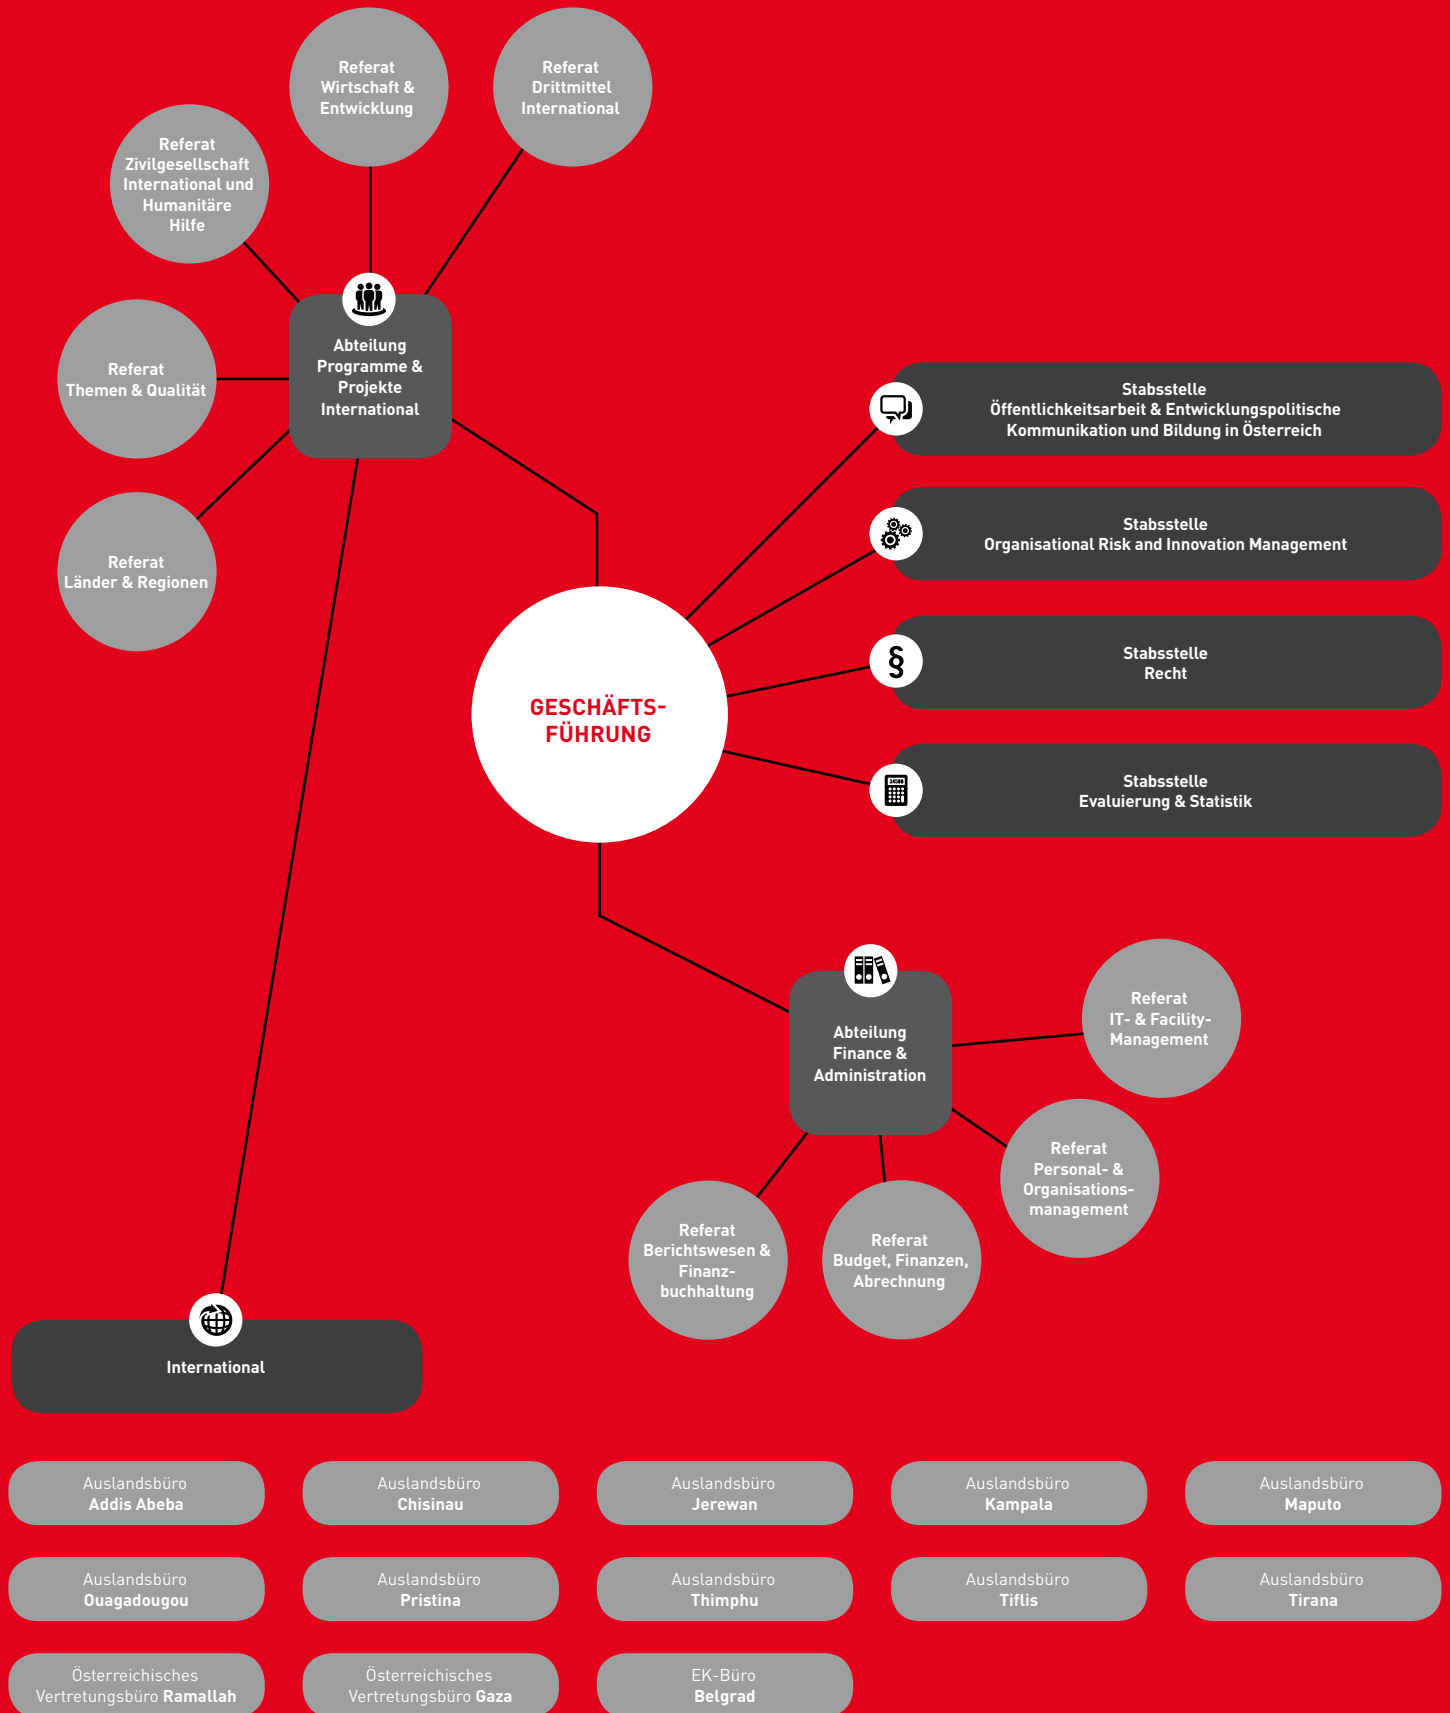 Referat
Wirtschaft &
Entwicklung
Referat
Drittmittel
International
Referat
Zivilgesellschaft
International und
Humanitäre
Hilfe
Abteilung
Programme &
Projekte
International
Referat
Themen & Qualität
Referat
Länder & Regionen
Stabsstelle
Öffentlichkeitsarbeit & Entwicklungspolitische
Kommunikation und Bildung in Österreich
Stabsstelle
Organisational Risk and Innovation Management
§
Stabsstelle
Recht
Stabsstelle
Evaluierung & Statistik
GESCHÄFTS-
FÜHRUNG
Abteilung
Finance &
Administration
Referat
IT- & Facility-
Management
Referat
Personal- &
Organisations-
management
Referat
Berichtswesen &
Finanz-
buchhaltung
Referat
Budget, Finanzen,
Abrechnung
International
Auslandsbüro
Addis Abeba
Auslandsbüro
Chisinau
Auslandsbüro
Jerewan
Auslandsbüro
Kampala
Auslandsbüro
Maputo
Auslandsbüro
Ouagadougou
Auslandsbüro
Pristina
Auslandsbüro
Thimphu
Auslandsbüro
Tiflis
Auslandsbüro
Tirana
Österreichisches
Vertretungsbüro Ramallah
Österreichisches
Vertretungsbüro Gaza
EK-Büro
Belgrad